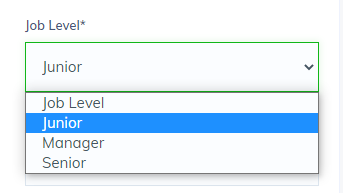 Job Level*
Junior
Job Level
Junior
Manager
Senior